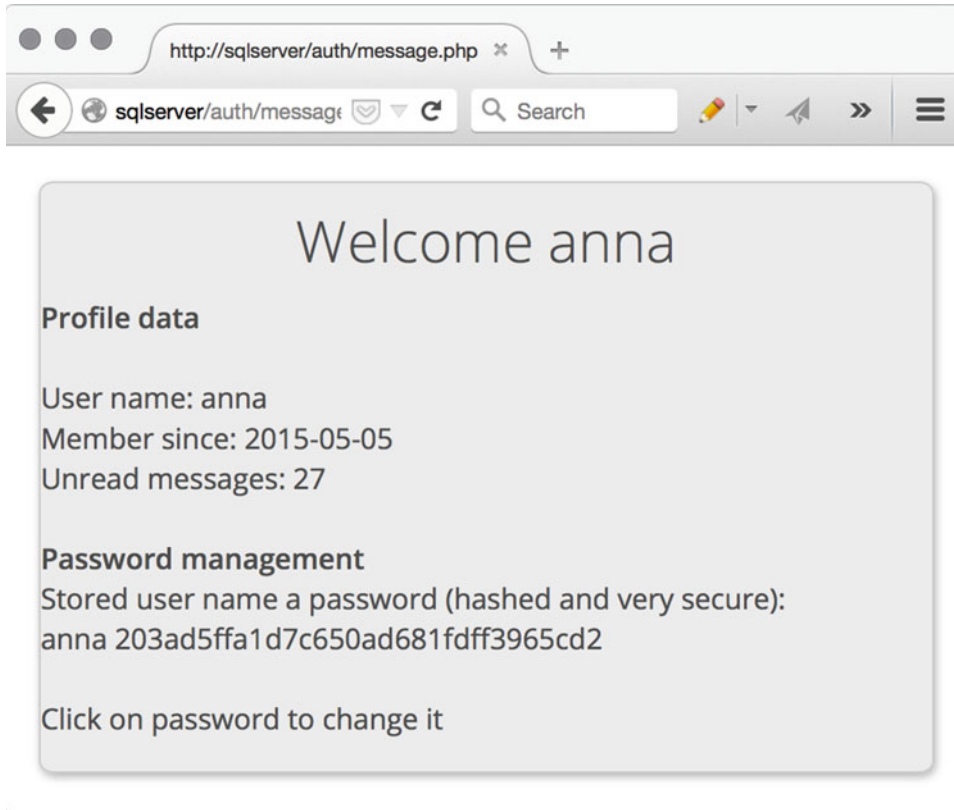 http://sqlserver/auth/message.php
sqlserver/auth/message
Search
Welcome anna
Profile data
User name: anna
Member since: 2015-05-05
Unread messages: 27
Password management
Stored user name a password (hashed and very secure):
anna 203ad5ffa1d7c650ad681fdff3965cd2
Click on password to change it